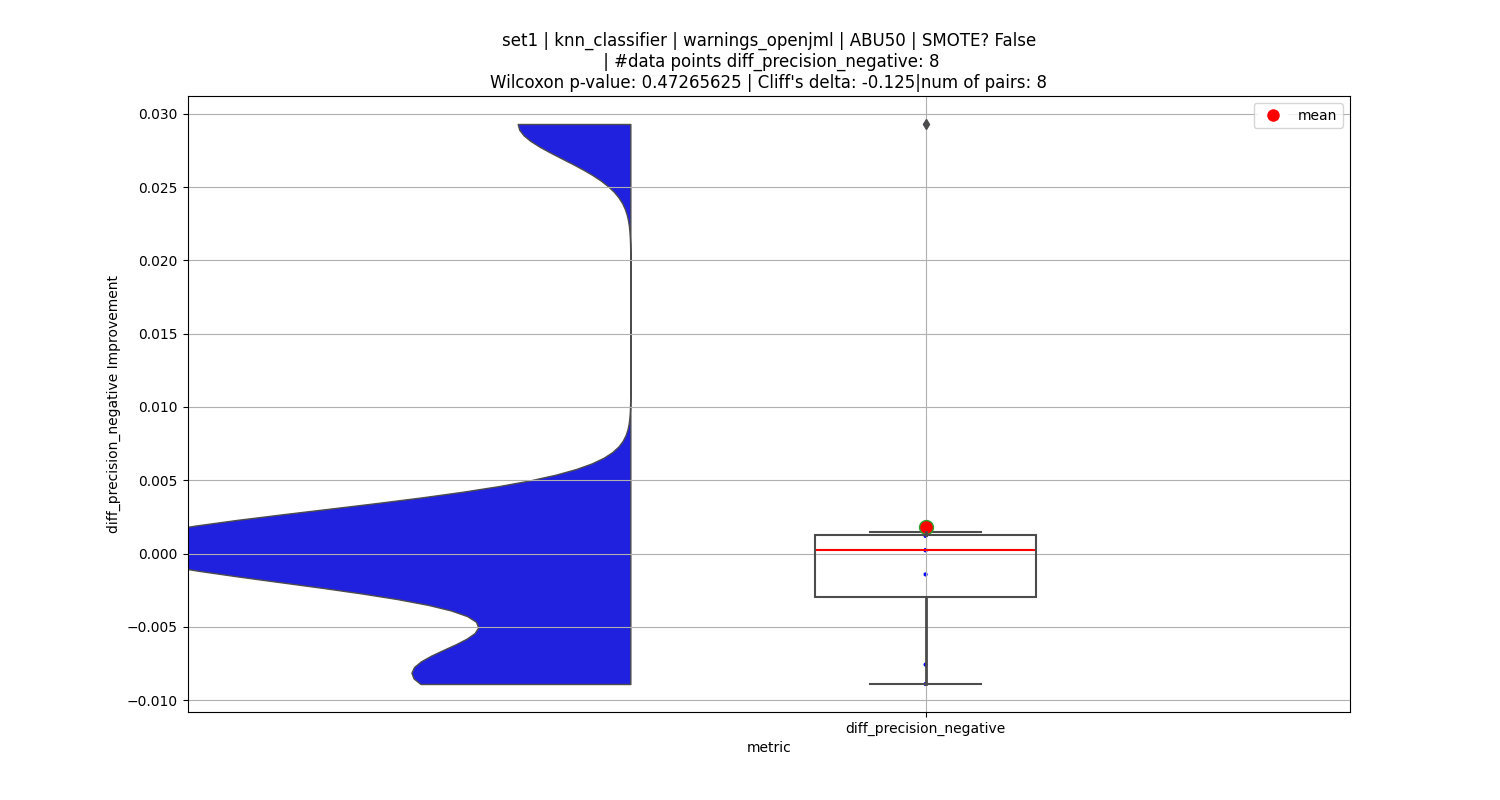 set1 | knn_classifier | warnings_openjml | ABU50 | SMOTE? False
| #data points diff_precision_negative: 8
Wilcoxon p-value: 0.47265625 | Cliff's delta: -0.125|num of pairs: 8
mean
0.030
0.025
0.020
0.015
0.010
0.005
0.000
−0.005
−0.010
diff_precision_negative Improvement
diff_precision_negative
metric